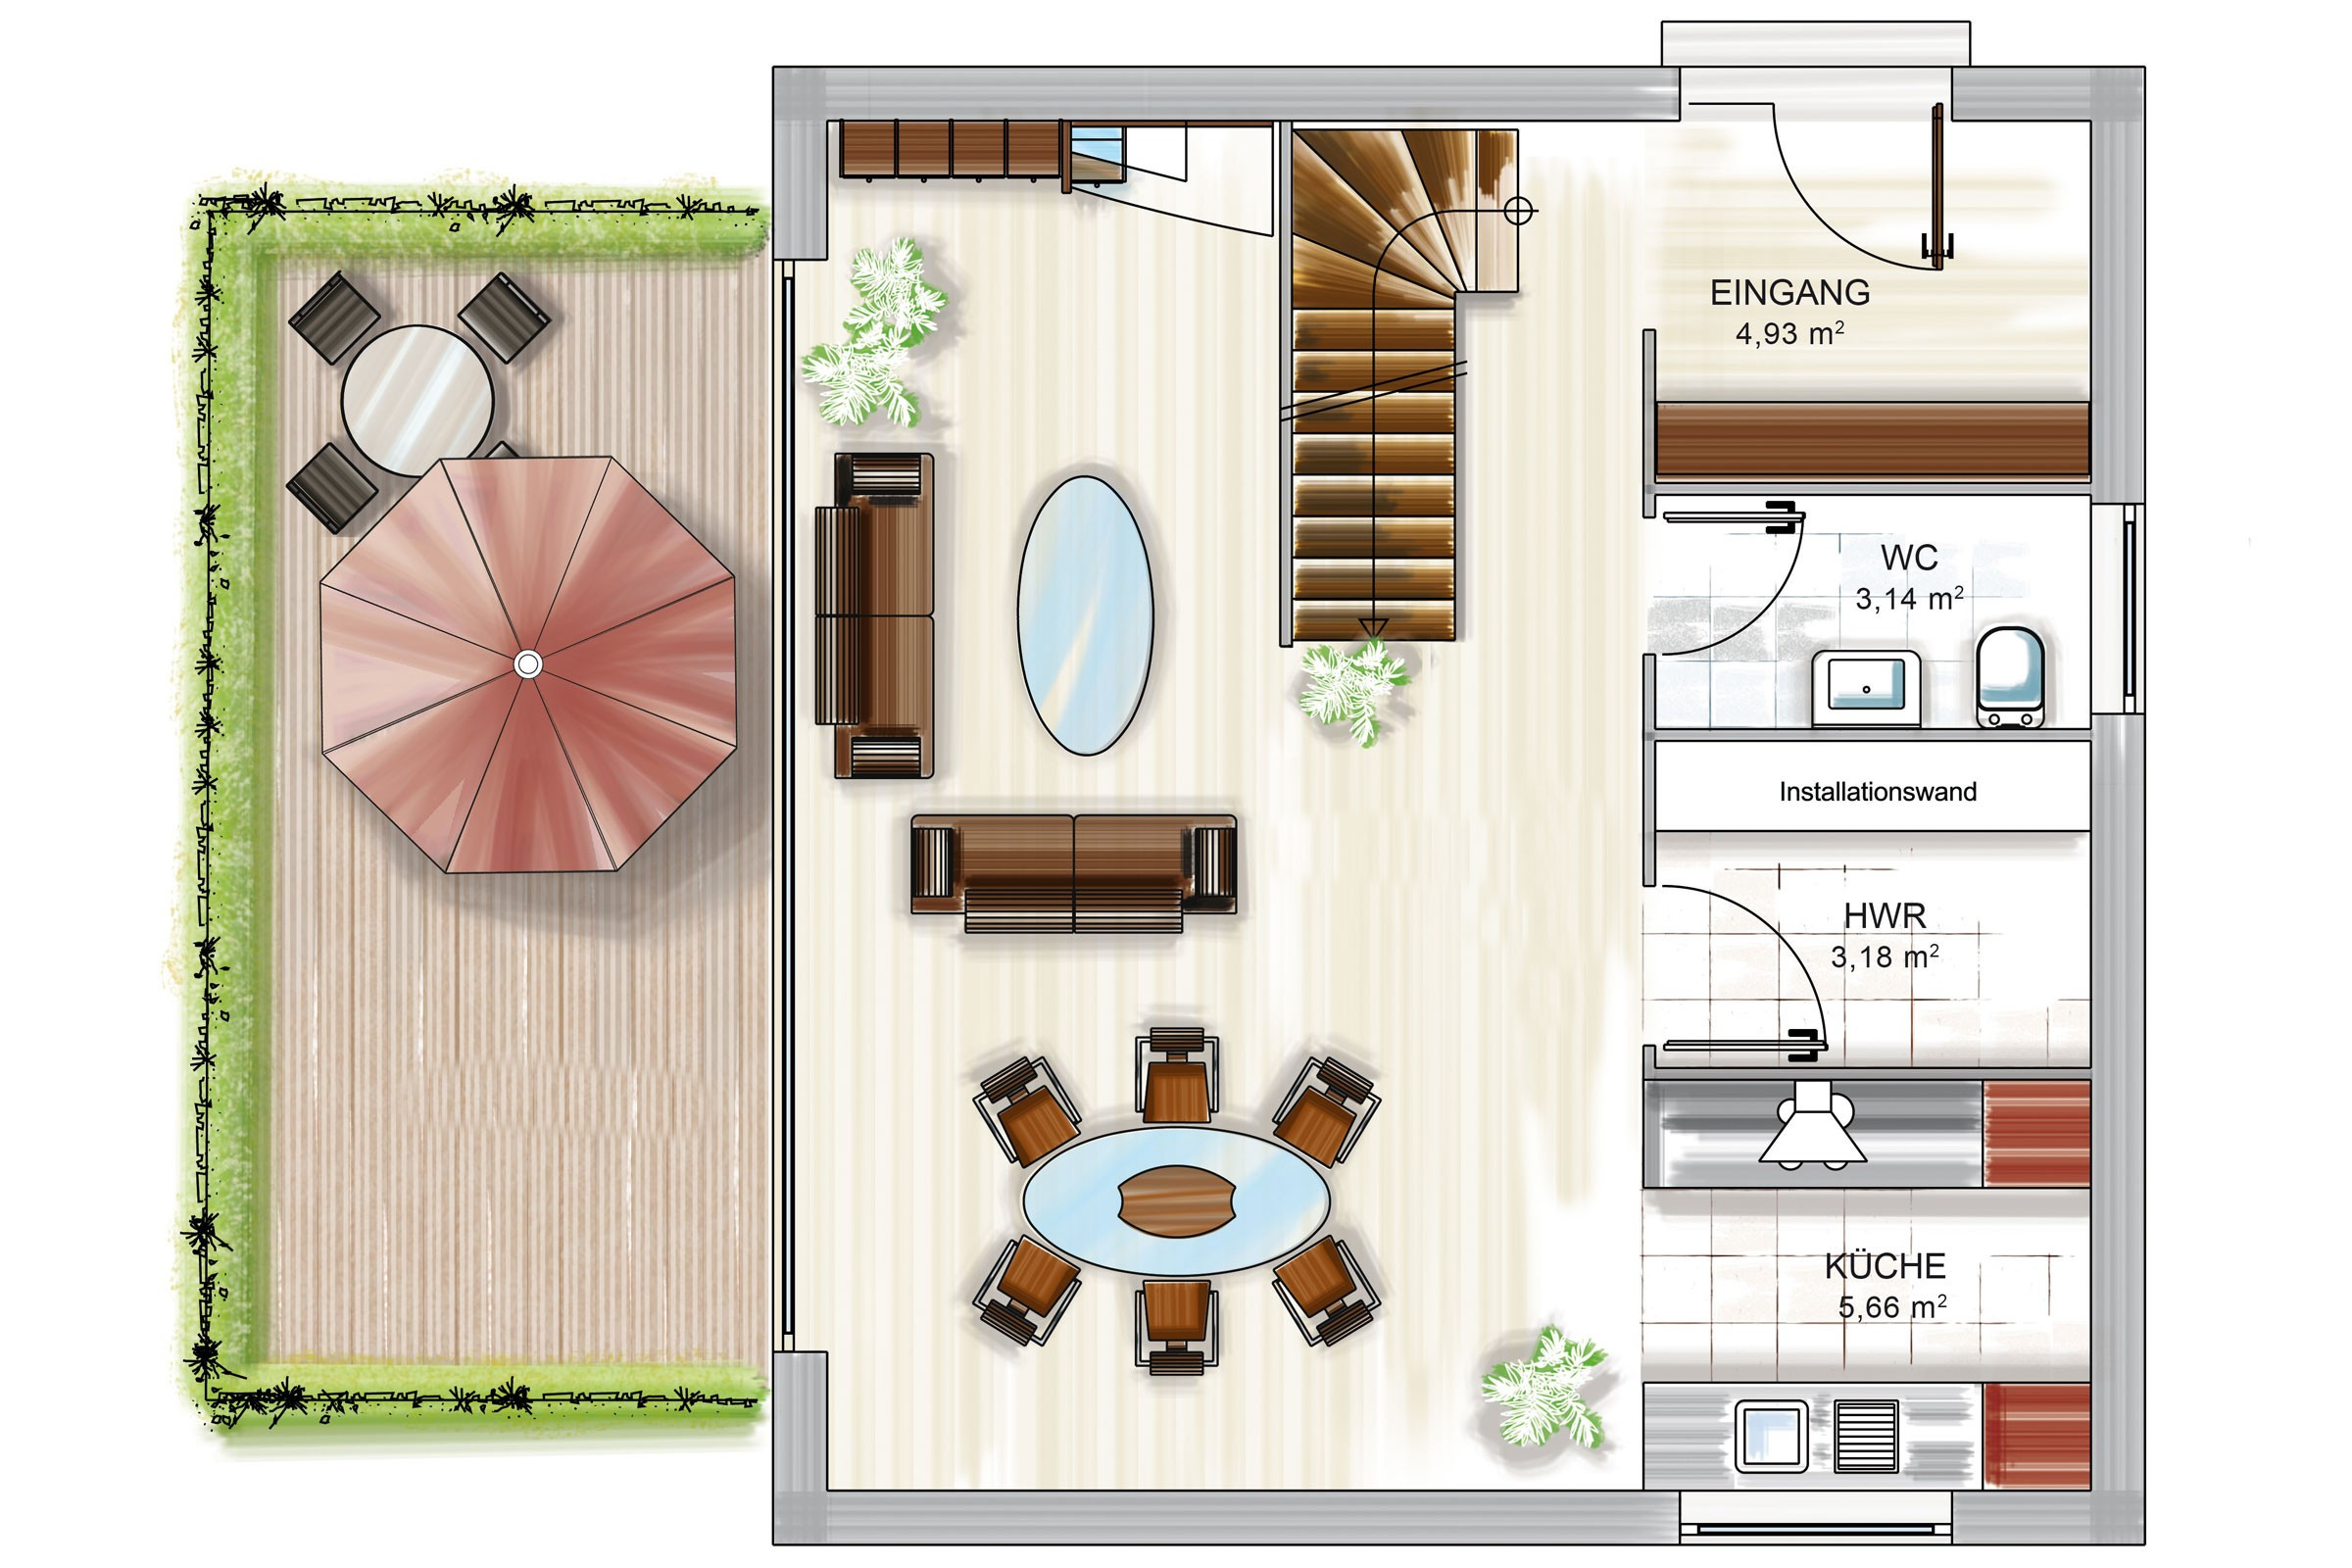 EINGANG
4,93 m²
WC
3,14 m²
Installationswand
HWR
3,18 m²
KÜCHE
5,66 m²